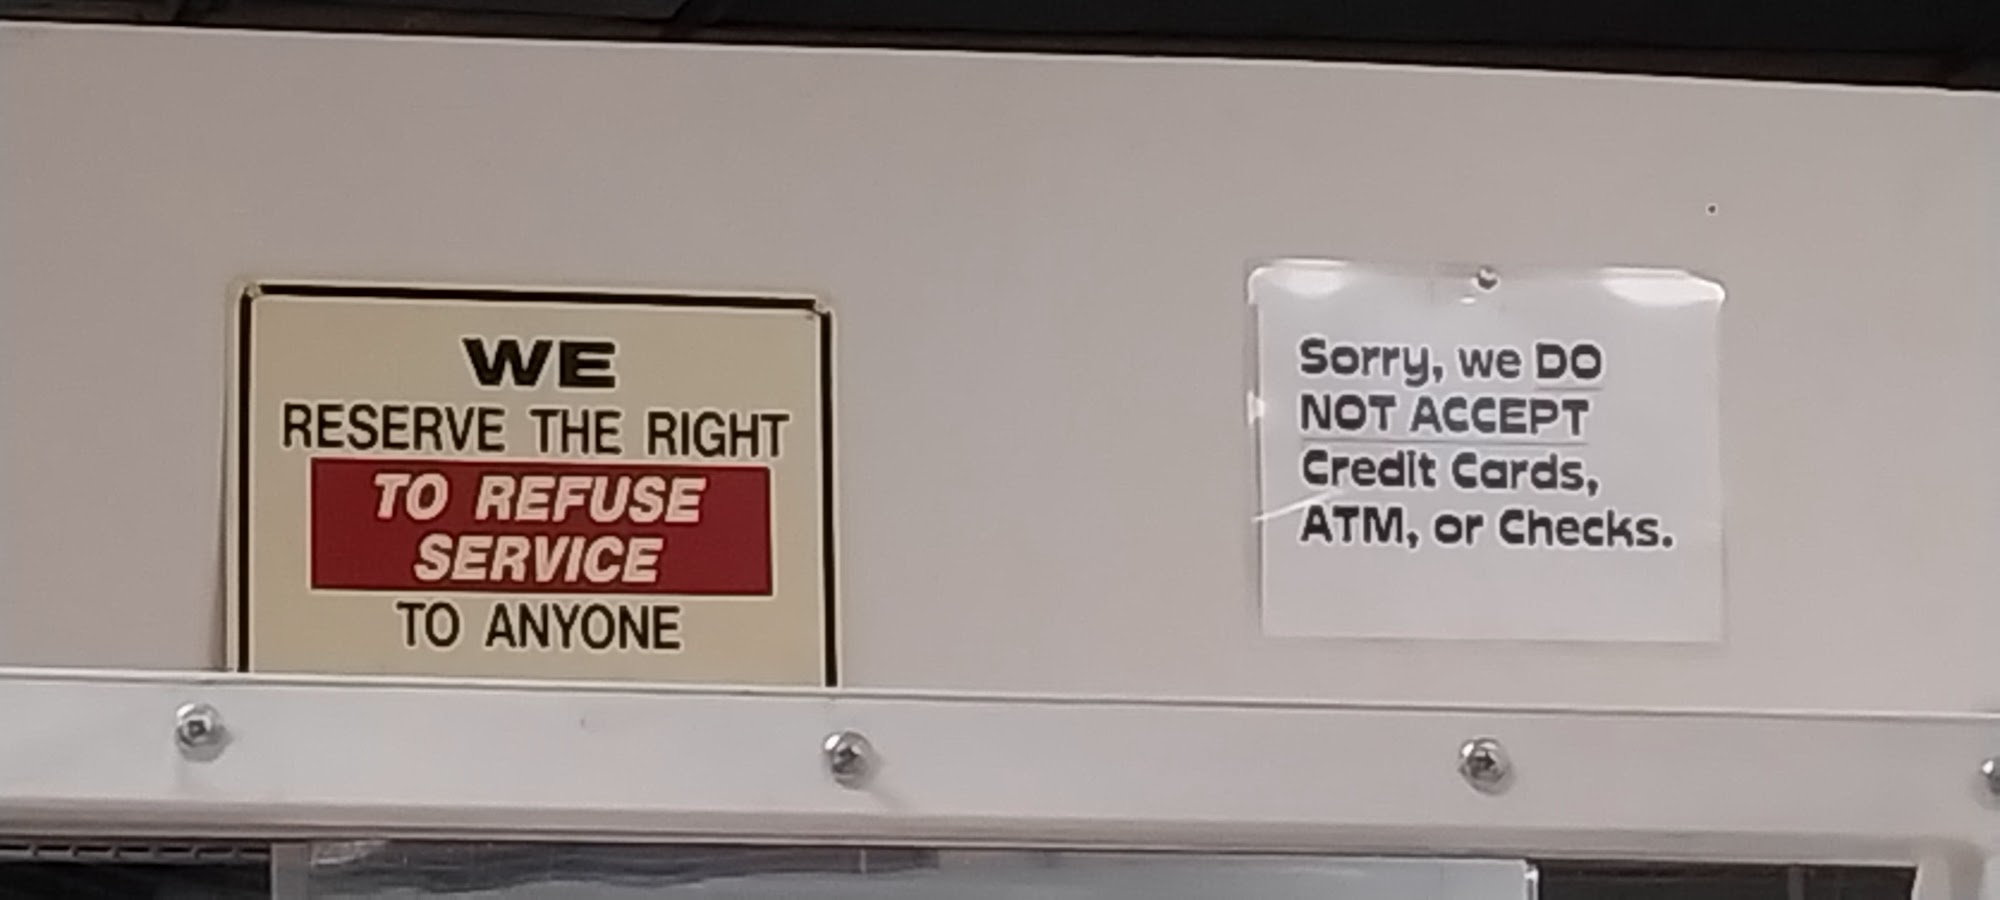 WE
RESERVE THE RIGHT
TO REFUSE
SERVICE
TO ANYONE
Sorry, we DO
NOT ACCEPT
Credit Cards,
ATM, or Checks.